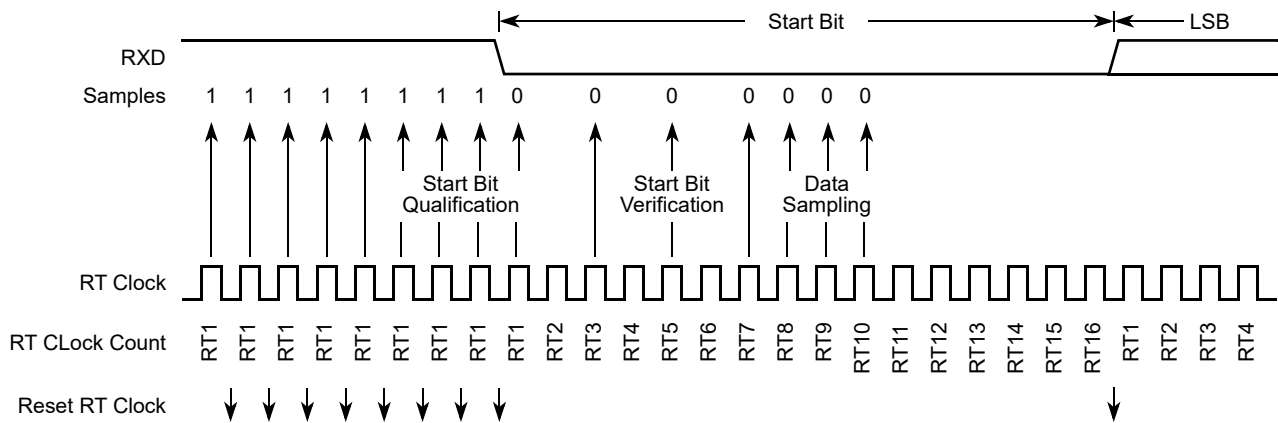 Start Bit LSB
RXD
Samples 1 1 1 1 1 1 1 1 0 0 0 0 0 0 0
Start Bit Start Bit Data
Qualification Verification Sampling
RT Clock
RT CLock Count RT1 RT1 RT1 RT1 RT1 RT1 RT1 RT1 RT1 RT2 RT3 RT4 RT5 RT6 RT7 RT8 RT9 RT10 RT11 RT12 RT13 RT14 RT15 RT16 RT1 RT2 RT3 RT4
Reset RT Clock